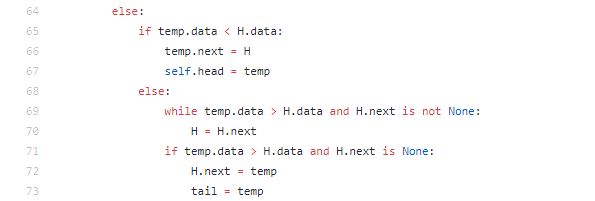 64 else:
65 if temp.data < H.data:
66 temp.next = H
67 self.head = temp
68 else:
69 while temp.data > H.data and H.next is not None:
70 H = H.next
71 if temp.data > H.data and H.next is None:
72 H.next = temp
73 tail = temp